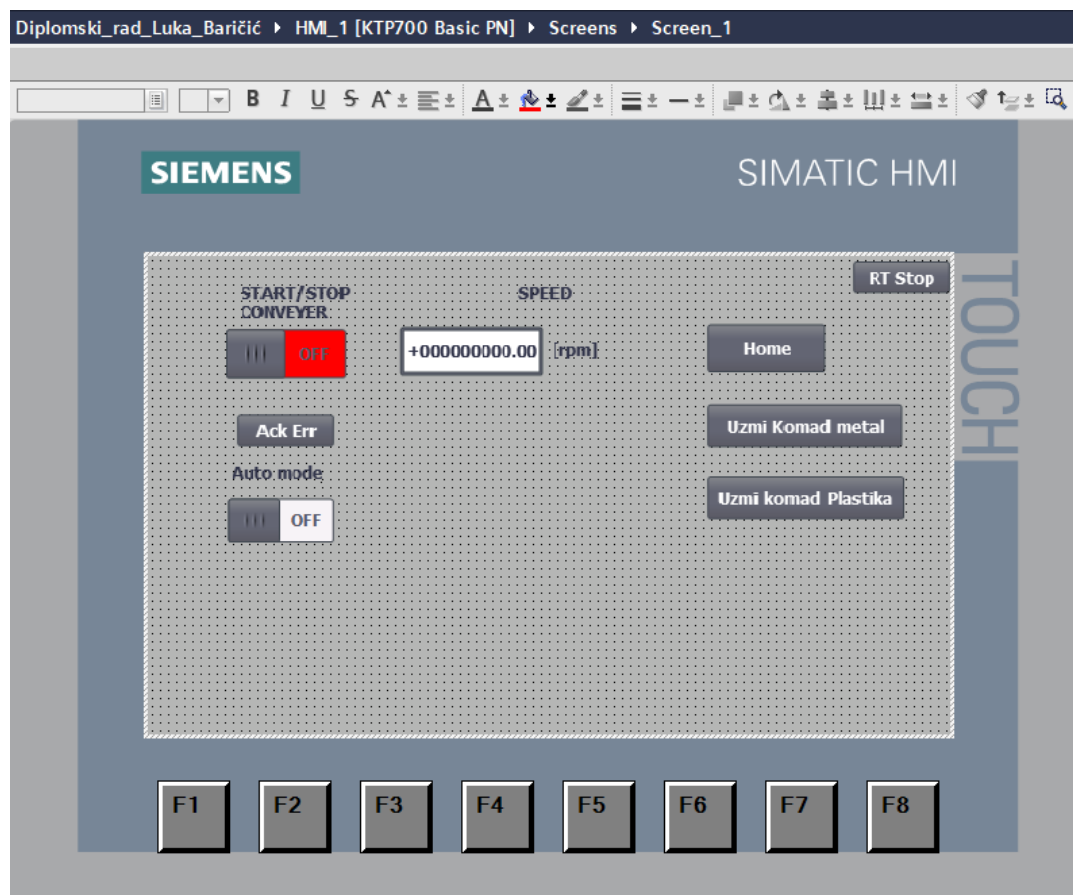 Diplomski_rad_Luka_Baričić ▸ HMI_1 [KTP700 Basic PN] ▸ Screens ▸ Screen_1
B I U S A A
SIEMENS
SIMATIC HMI
TOUCH
RT Stop
START/STOP
CONVEYER
SPEED
OFF
+000000000.00 [rpm]
Home
Ack Err
Uzmi Komad metal
Auto mode
Uzmi komad Plastika
OFF
F1 F2 F3 F4 F5 F6 F7 F8